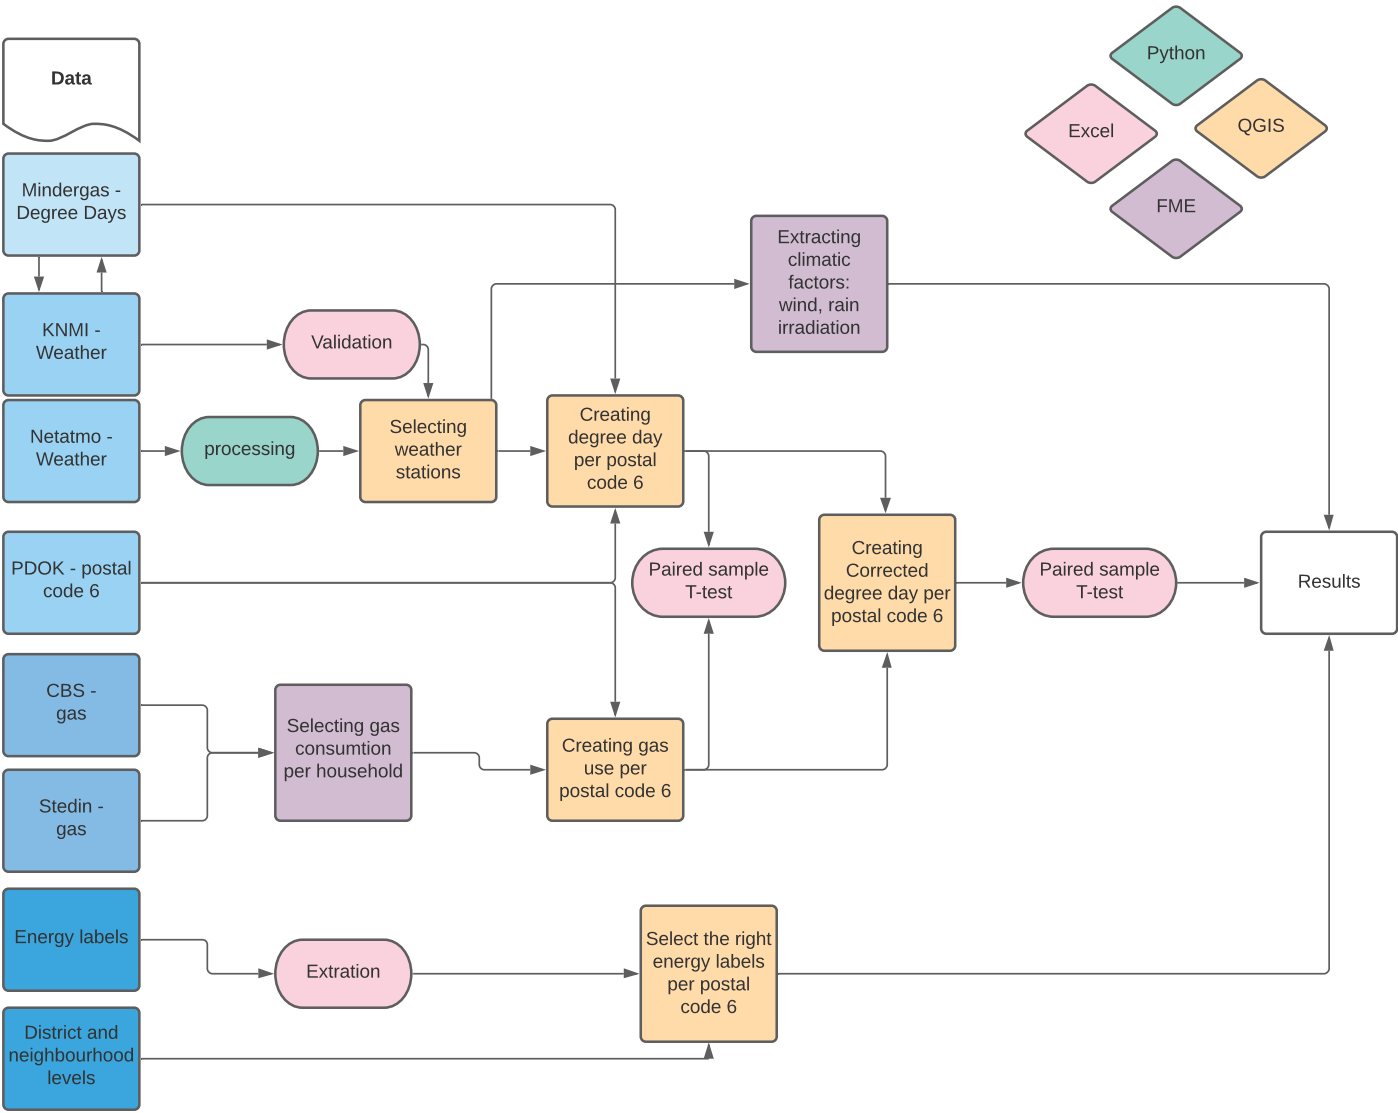 Data
Python
Excel
QGIS
FME
Mindergas -
Degree Days
Extracting
climatic
factors:
wind, rain
irradiation
KNMI -
Weather
Validation
Netatmo -
Weather
processing
Selecting
weather
stations
Creating
degree day
per postal
code 6
PDOK - postal
code 6
Paired sample
T-test
Creating
Corrected
degree day per
postal code 6
Paired sample
T-test
Results
CBS -
gas
Stedin -
gas
Selecting gas
consumtion
per household
Creating gas
use per
postal code 6
Energy labels
Extration
Select the right
energy labels
per postal
code 6
District and
neighbourhood
levels